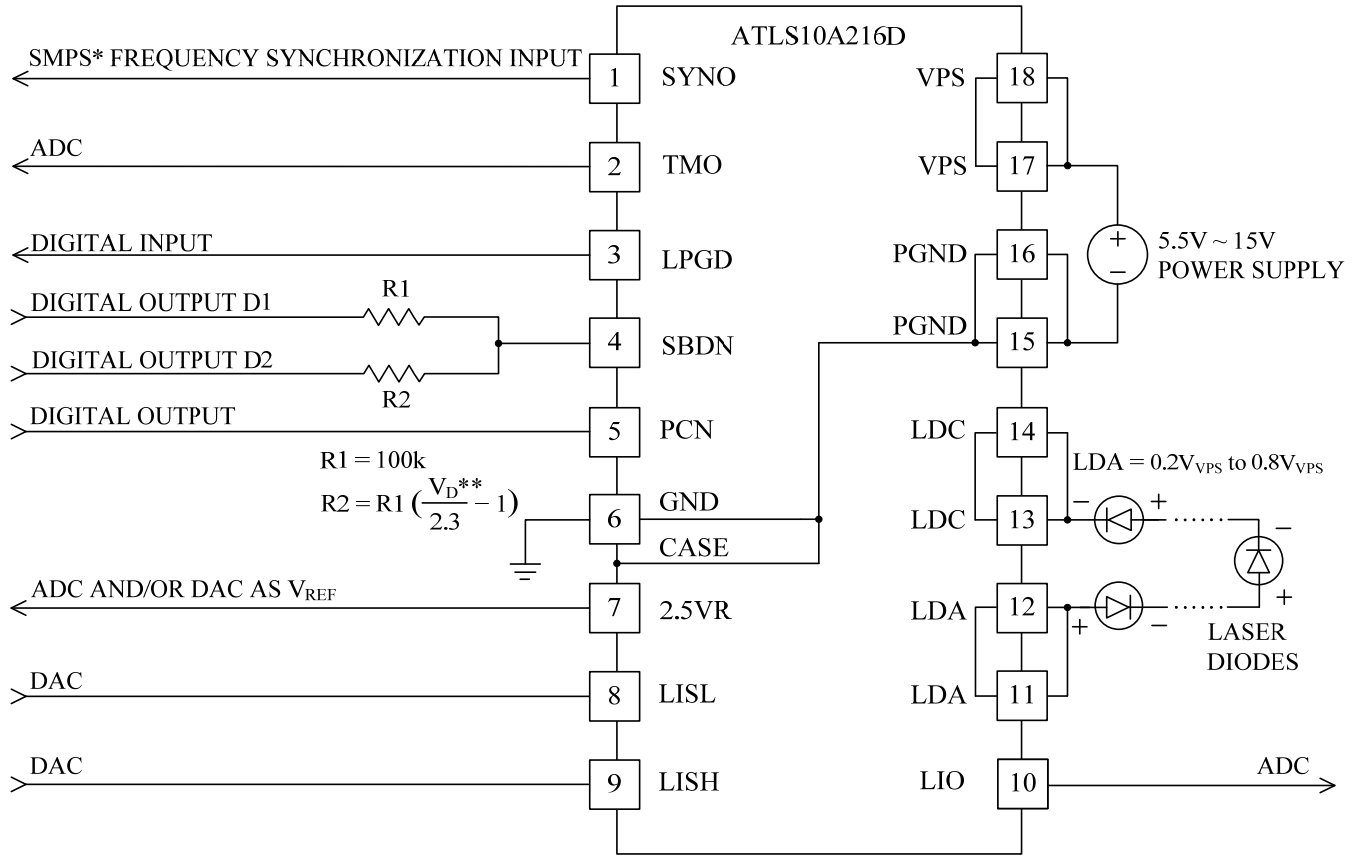 ATLS10A216D
SMPS* FREQUENCY SYNCHRONIZATION INPUT
1
SYNO
ADC
2
TMO
DIGITAL INPUT
3
LPGD
DIGITAL OUTPUT D1
R1
4
SBDN
DIGITAL OUTPUT D2
R2
DIGITAL OUTPUT
5
PCN
R1 = 100k
R2 = R1 (V_D**/2.3 − 1)
6
GND
CASE
ADC AND/OR DAC AS V_REF
7
2.5VR
DAC
8
LISL
DAC
9
LISH
VPS
18
VPS
17
+
−
5.5V ~ 15V
POWER SUPPLY
PGND
16
PGND
15
LDC
14
LDA = 0.2V_VPS to 0.8V_VPS
LDC
13
− +
−
+
LDA
12
+ −
LASER
DIODES
LDA
11
LIO
10
ADC